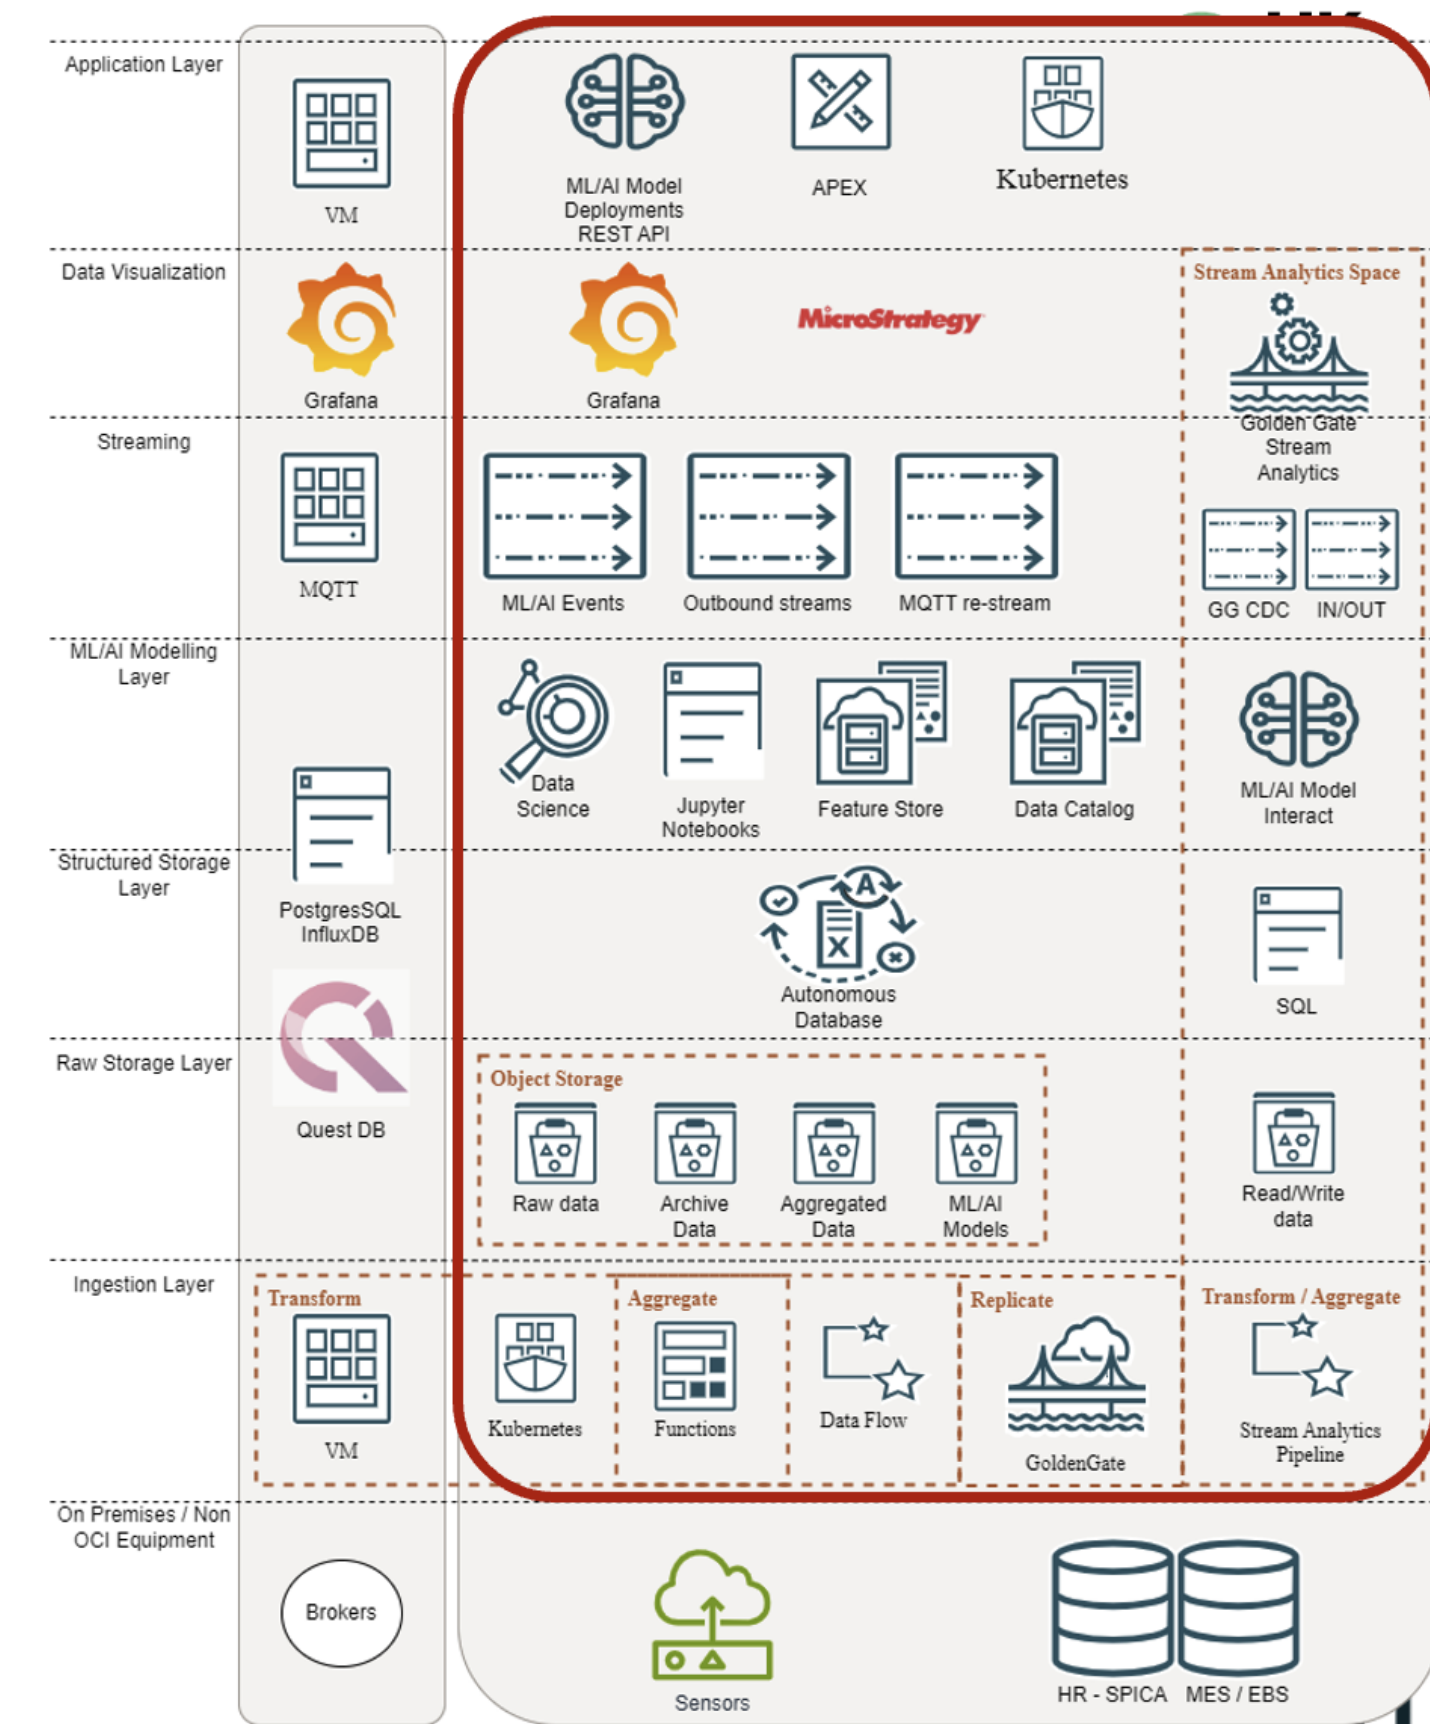 Application Layer
VM
ML/AI Model
Deployments
REST API
APEX
Kubernetes
Data Visualization
Grafana
Grafana
MicroStrategy
Stream Analytics Space
Golden Gate
Stream
Analytics
Streaming
MQTT
ML/AI Events
Outbound streams
MQTT re-stream
GG CDC
IN/OUT
ML/AI Modelling
Layer
Data
Science
Jupyter
Notebooks
Feature Store
Data Catalog
ML/AI Model
Interact
Structured Storage
Layer
PostgresSQL
InfluxDB
A
X
Autonomous
Database
SQL
Raw Storage Layer
Quest DB
Object Storage
Raw data
Archive
Data
Aggregated
Data
ML/AI
Models
Read/Write
data
Ingestion Layer
Transform
VM
Kubernetes
Aggregate
Functions
Data Flow
Replicate
GoldenGate
Transform / Aggregate
Stream Analytics
Pipeline
On Premises / Non
OCI Equipment
Brokers
Sensors
HR - SPICA
MES / EBS